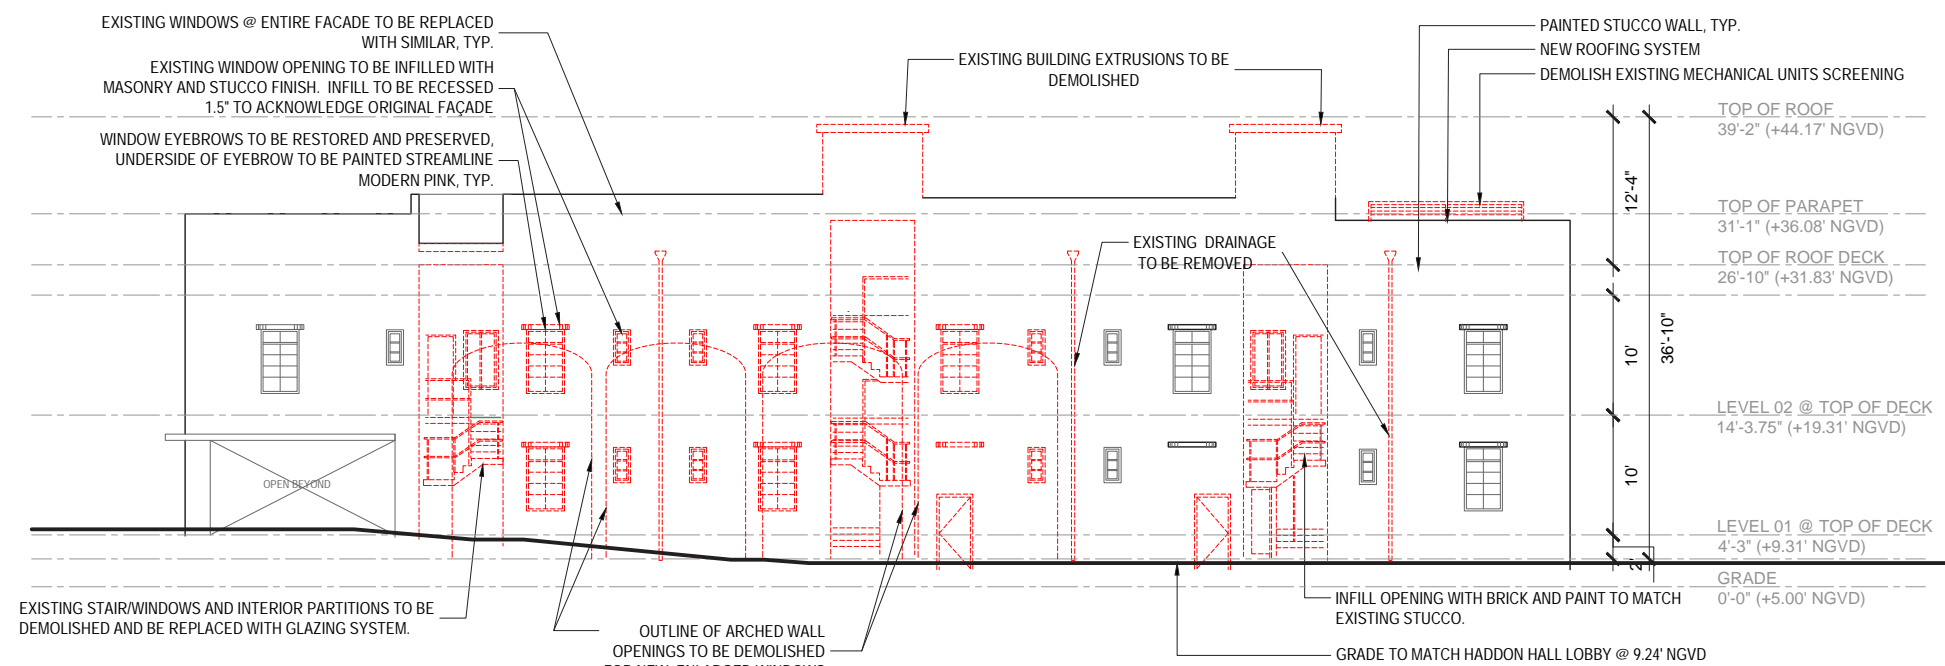 EXISTING WINDOWS @ ENTIRE FACADE TO BE REPLACED
WITH SIMILAR, TYP.
EXISTING WINDOW OPENING TO BE INFILLED WITH
MASONRY AND STUCCO FINISH. INFILL TO BE RECESSED
1.5" TO ACKNOWLEDGE ORIGINAL FAÇADE
WINDOW EYEBROWS TO BE RESTORED AND PRESERVED,
UNDERSIDE OF EYEBROW TO BE PAINTED STREAMLINE
MODERN PINK, TYP.
EXISTING BUILDING EXTRUSIONS TO BE
DEMOLISHED
PAINTED STUCCO WALL, TYP.
NEW ROOFING SYSTEM
DEMOLISH EXISTING MECHANICAL UNITS SCREENING
TOP OF ROOF
39'-2" (+44.17' NGVD)
TOP OF PARAPET
31'-1" (+36.08' NGVD)
TOP OF ROOF DECK
26'-10" (+31.83' NGVD)
LEVEL 02 @ TOP OF DECK
14'-3.75" (+19.31' NGVD)
LEVEL 01 @ TOP OF DECK
4'-3" (+9.31' NGVD)
GRADE
0'-0" (+5.00' NGVD)
12'-4"
10'
36'-10"
10'
2'
EXISTING DRAINAGE
TO BE REMOVED
OPEN BEYOND
EXISTING STAIR/WINDOWS AND INTERIOR PARTITIONS TO BE
DEMOLISHED AND BE REPLACED WITH GLAZING SYSTEM.
OUTLINE OF ARCHED WALL
OPENINGS TO BE DEMOLISHED
FOR NEW, ENLARGED WINDOWS
INFILL OPENING WITH BRICK AND PAINT TO MATCH
EXISTING STUCCO.
GRADE TO MATCH HADDON HALL LOBBY @ 9.24' NGVD